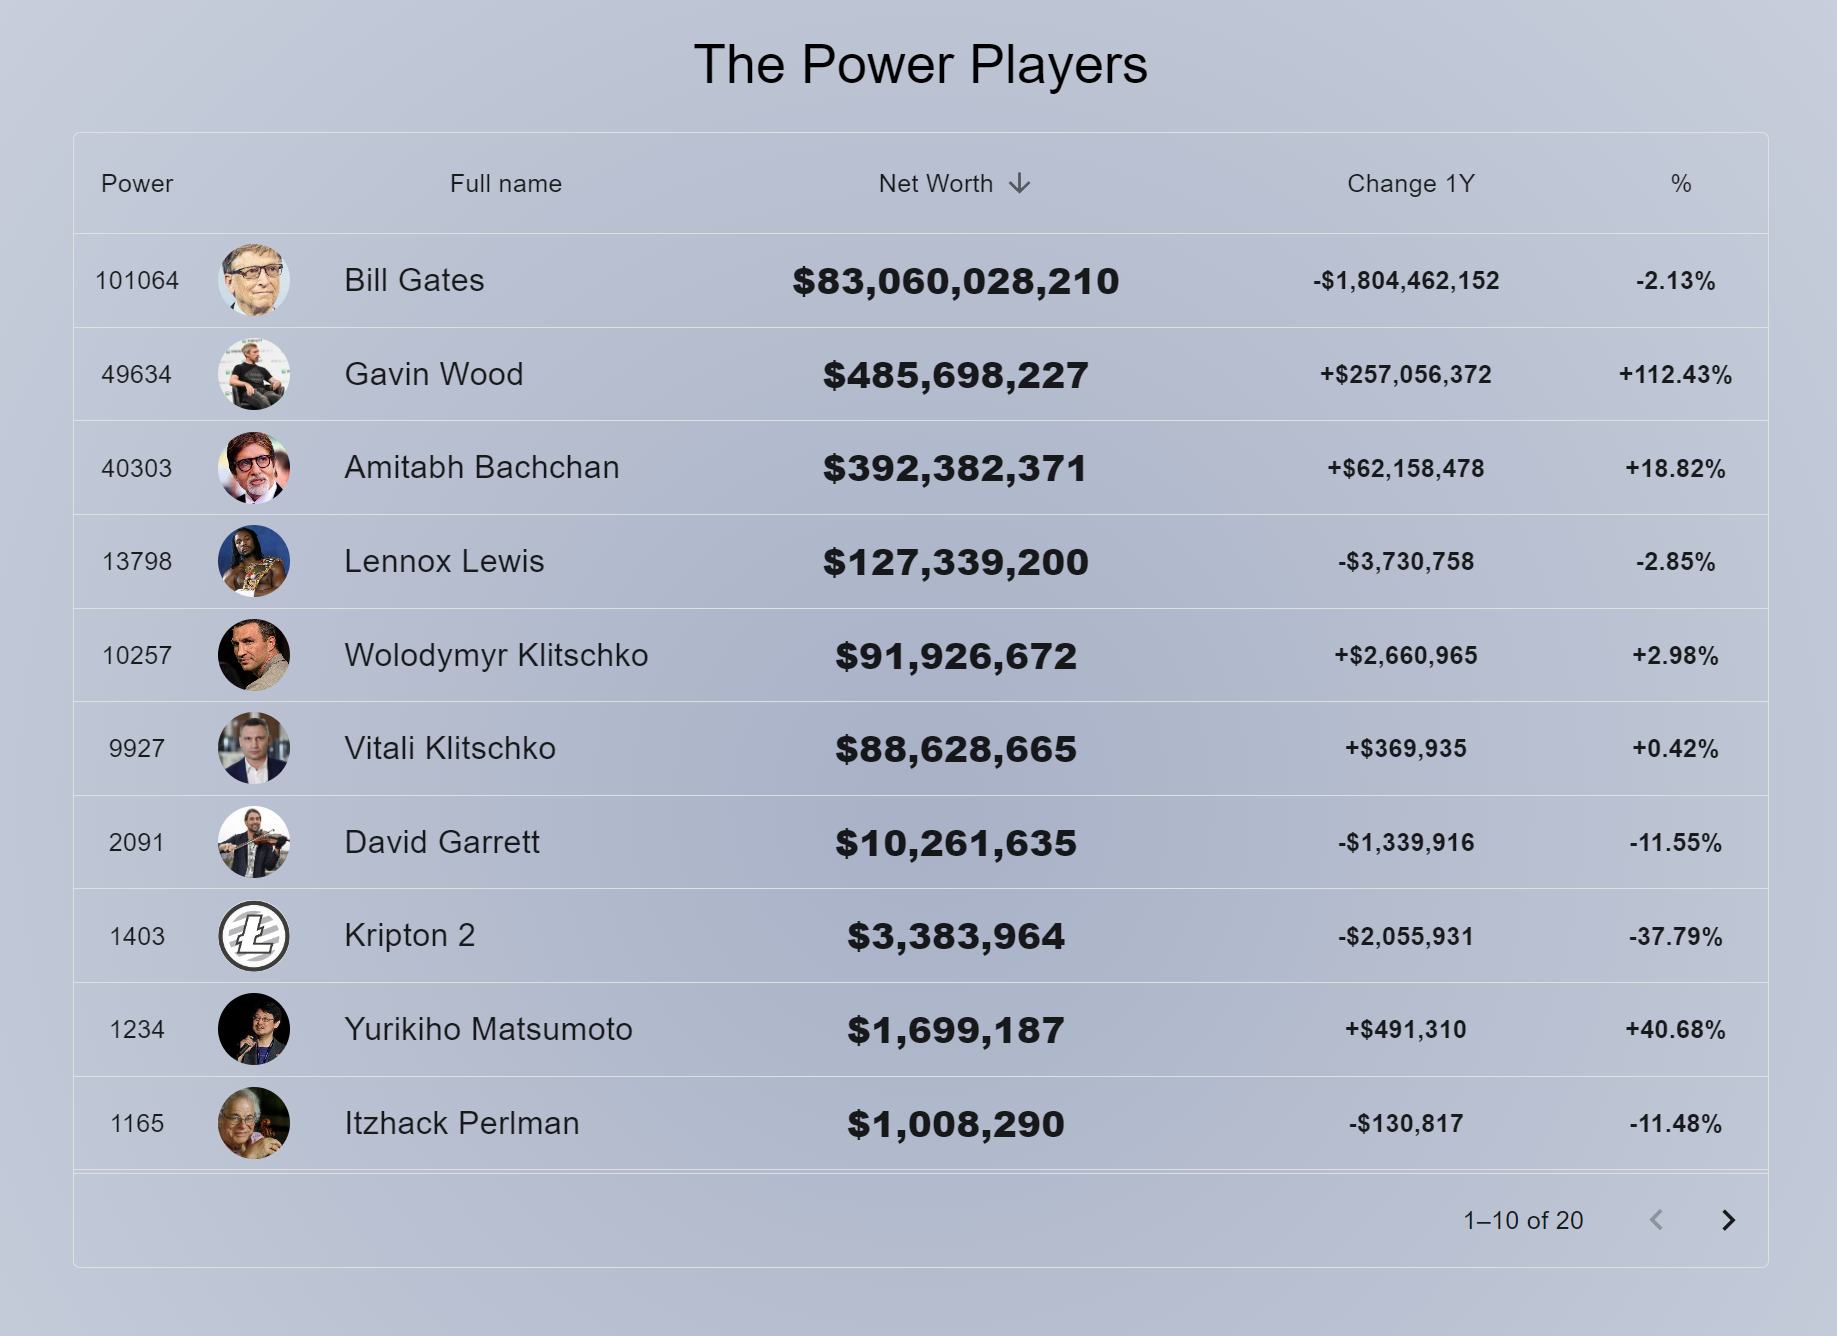 The Power Players
Power Full name Net Worth Change 1Y %
101064 Bill Gates $83,060,028,210 -$1,804,462,152 -2.13%
49634 Gavin Wood $485,698,227 +$257,056,372 +112.43%
40303 Amitabh Bachchan $392,382,371 +$62,158,478 +18.82%
13798 Lennox Lewis $127,339,200 -$3,730,758 -2.85%
10257 Wolodymyr Klitschko $91,926,672 +$2,660,965 +2.98%
9927 Vitali Klitschko $88,628,665 +$369,935 +0.42%
2091 David Garrett $10,261,635 -$1,339,916 -11.55%
1403 Kripton 2 $3,383,964 -$2,055,931 -37.79%
1234 Yurikiho Matsumoto $1,699,187 +$491,310 +40.68%
1165 Itzhack Perlman $1,008,290 -$130,817 -11.48%
1–10 of 20